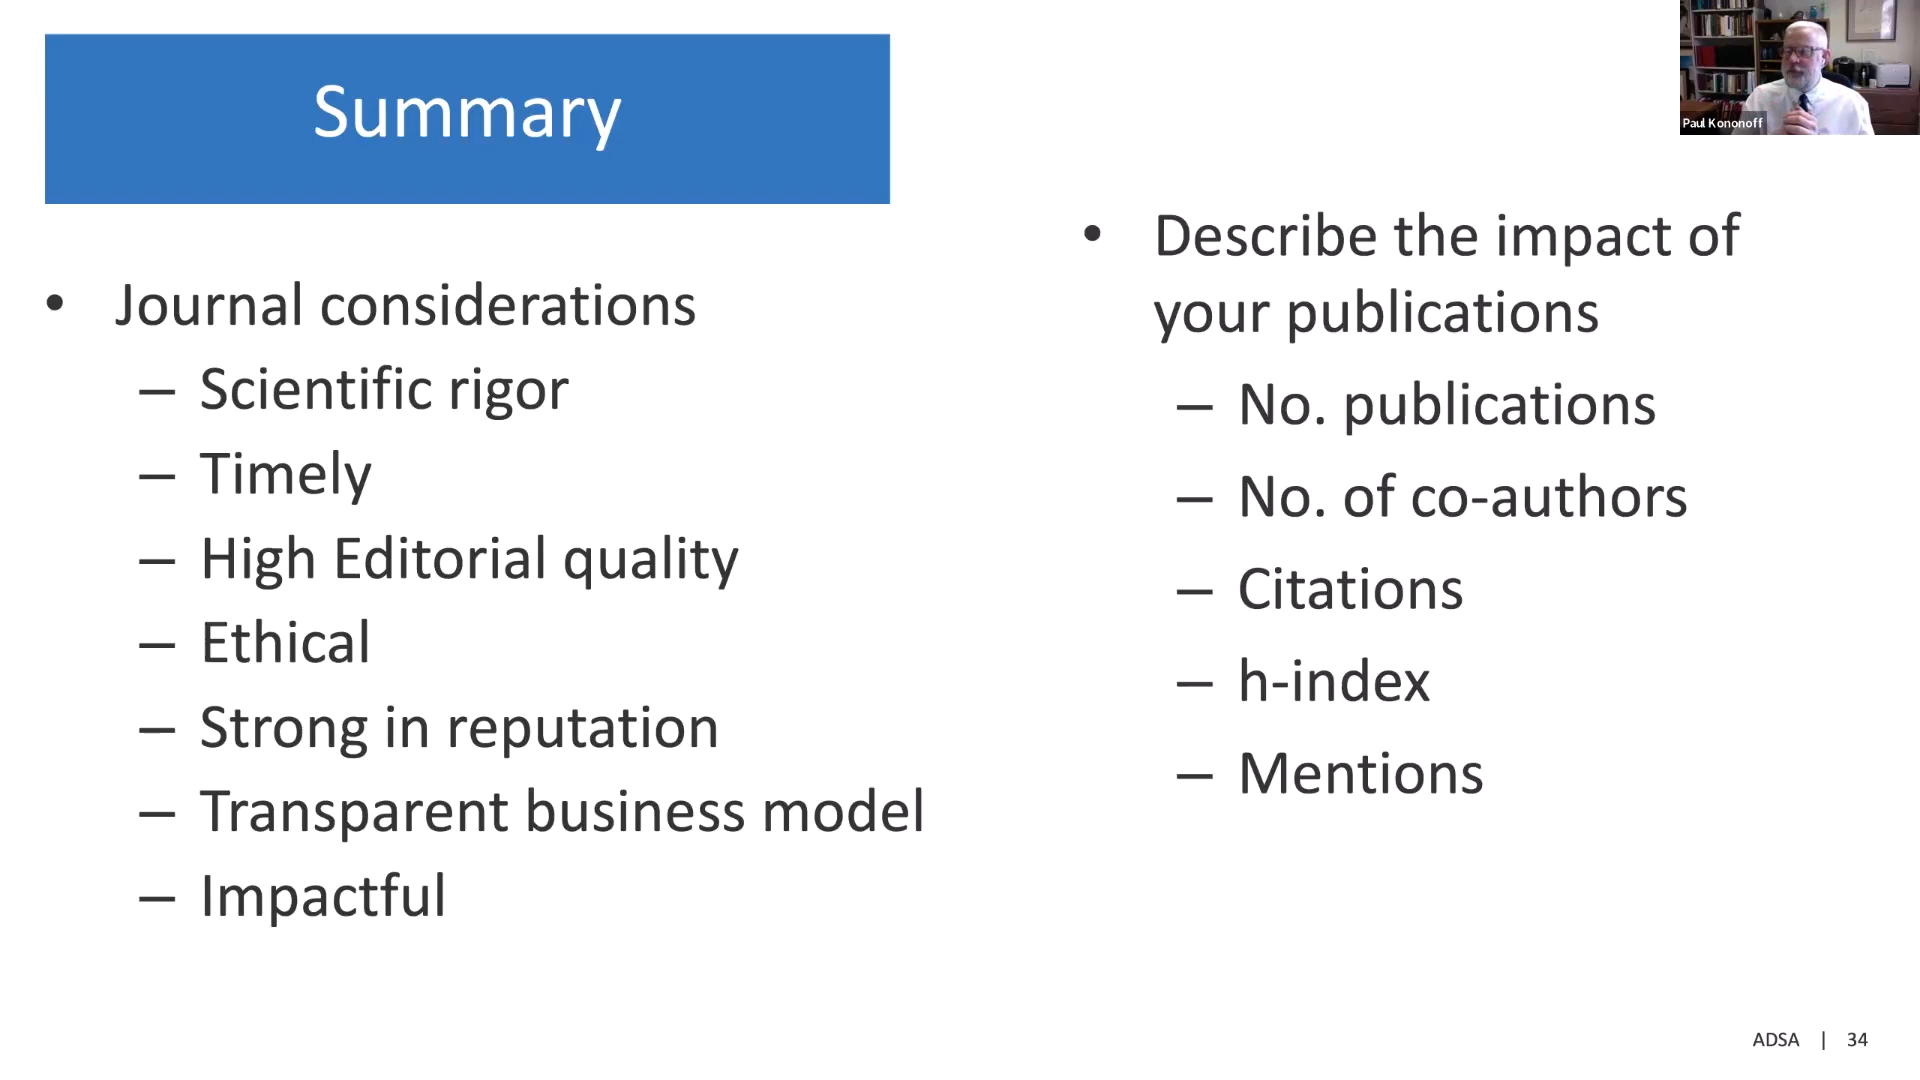 Summary
• Journal considerations
– Scientific rigor
– Timely
– High Editorial quality
– Ethical
– Strong in reputation
– Transparent business model
– Impactful
• Describe the impact of
your publications
– No. publications
– No. of co-authors
– Citations
– h-index
– Mentions
Paul Kononoff
ADSA | 34